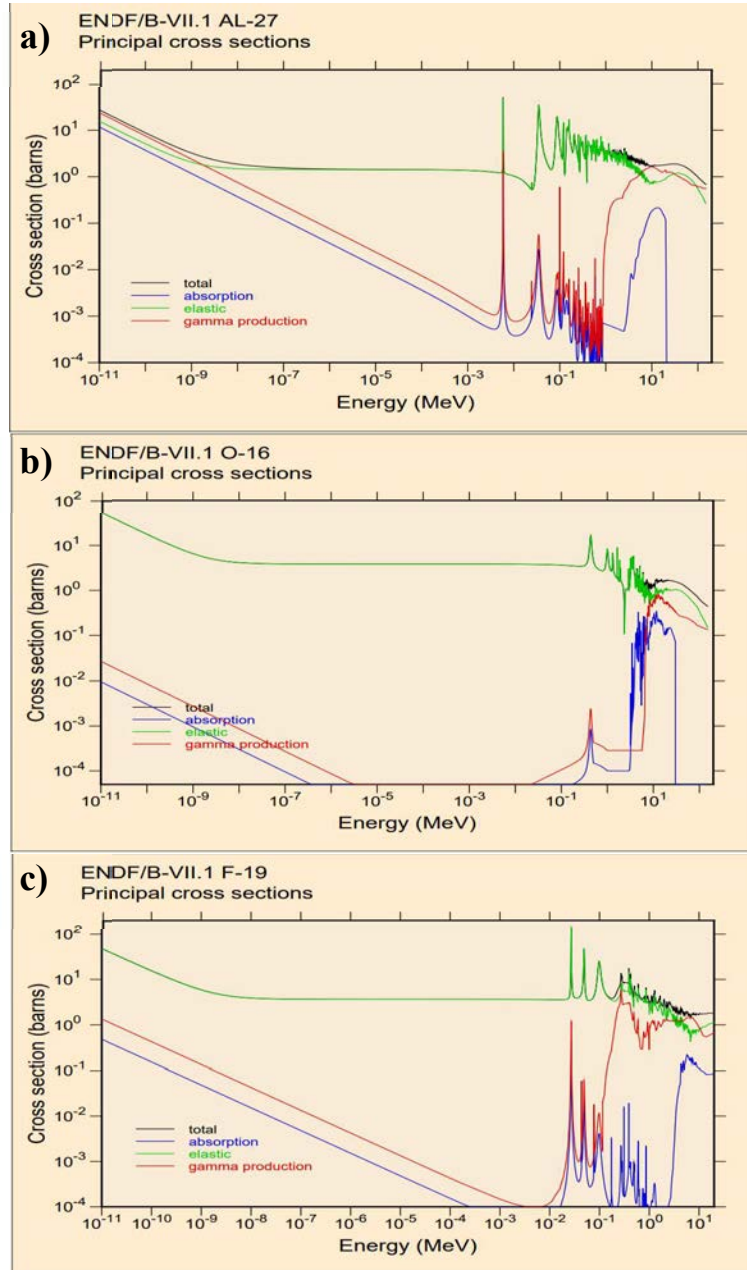 a)
ENDF/B-VII.1 AL-27
Principal cross sections
Cross section (barns)
10²
10¹
10⁰
10⁻¹
10⁻²
10⁻³
10⁻⁴
total
absorption
elastic
gamma production
10⁻¹¹ 10⁻⁹ 10⁻⁷ 10⁻⁵ 10⁻³ 10⁻¹ 10¹
Energy (MeV)
b)
ENDF/B-VII.1 O-16
Principal cross sections
Cross section (barns)
10²
10¹
10⁰
10⁻¹
10⁻²
10⁻³
10⁻⁴
total
absorption
elastic
gamma production
10⁻¹¹ 10⁻⁹ 10⁻⁷ 10⁻⁵ 10⁻³ 10⁻¹ 10¹
Energy (MeV)
c)
ENDF/B-VII.1 F-19
Principal cross sections
Cross section (barns)
10²
10¹
10⁰
10⁻¹
10⁻²
10⁻³
10⁻⁴
total
absorption
elastic
gamma production
10⁻¹¹ 10⁻¹⁰ 10⁻⁹ 10⁻⁸ 10⁻⁷ 10⁻⁶ 10⁻⁵ 10⁻⁴ 10⁻³ 10⁻² 10⁻¹ 10⁰ 10¹
Energy (MeV)